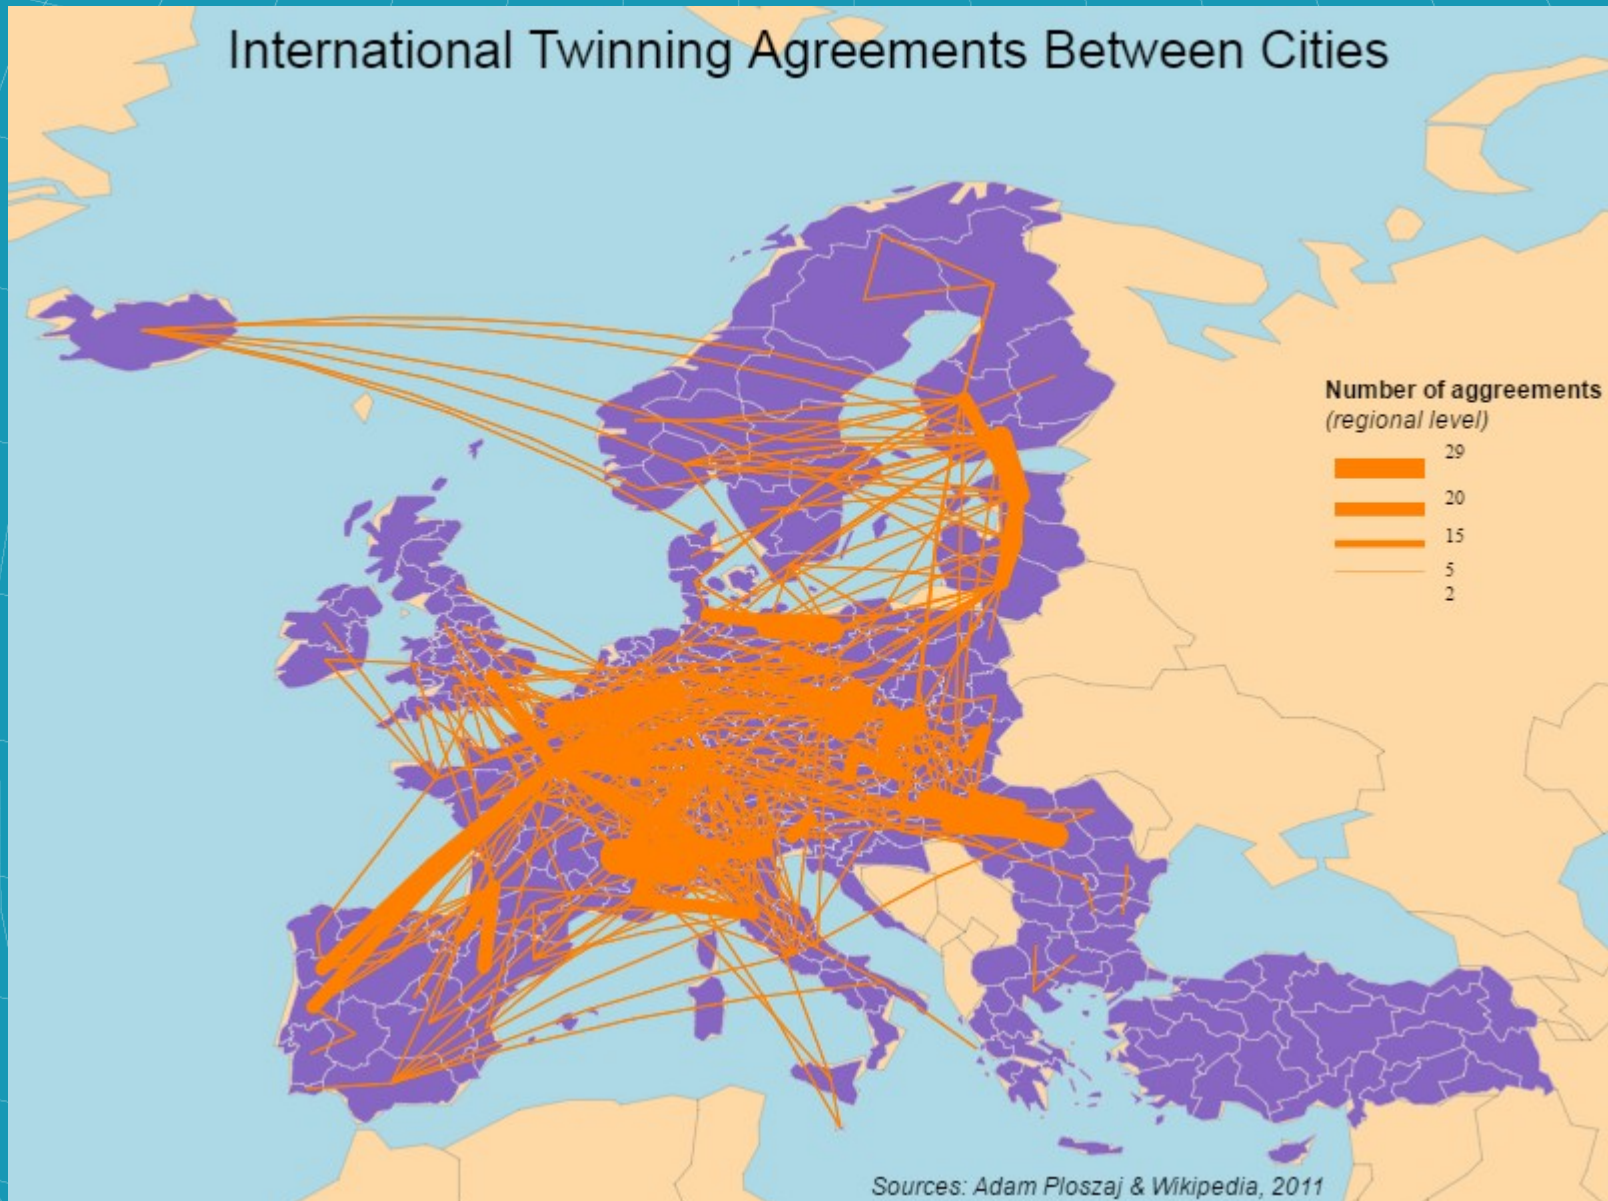 International Twinning Agreements Between Cities
Number of aggreements
(regional level)
29
20
15
5
2
Sources: Adam Ploszaj & Wikipedia, 2011